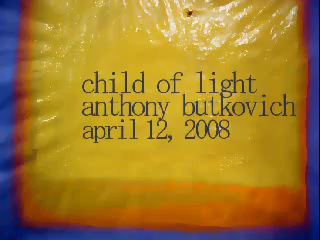 child of light
anthony butkovich
april 12, 2008